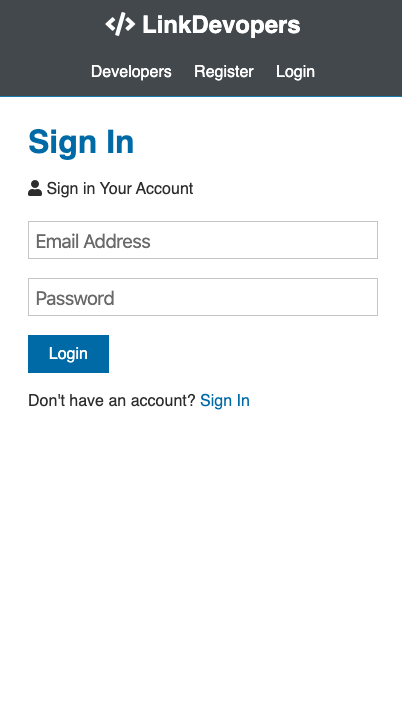 </> LinkDevopers
Developers Register Login
Sign In
Sign in Your Account
Email Address
Password
Login
Don't have an account? Sign In